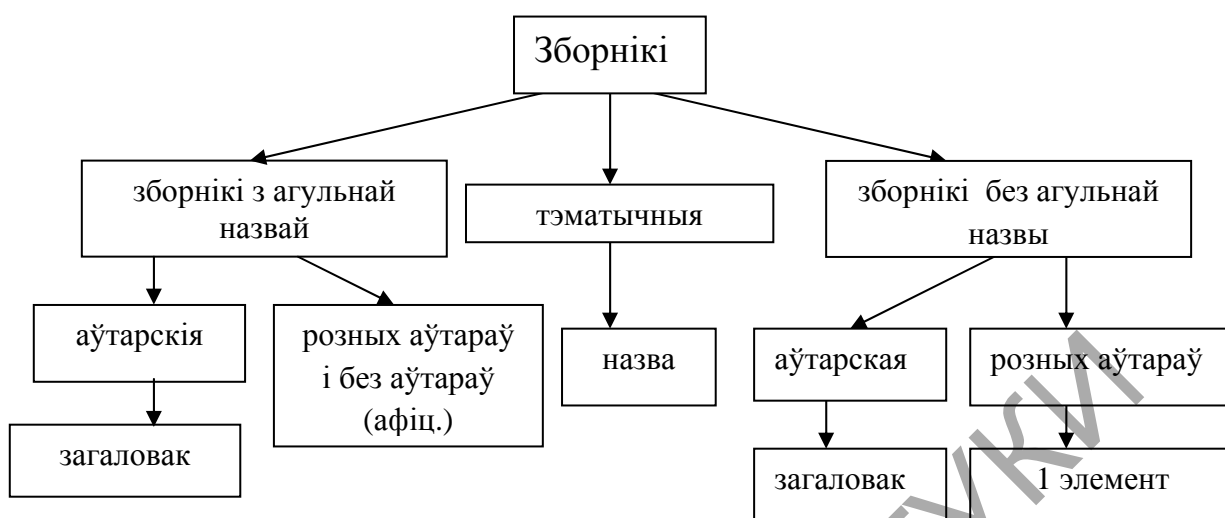 Зборнікі
зборнікі з агульнай
назвай
тэматычныя
зборнікі без агульнай
назвы
аўтарскія
розных аўтараў
і без аўтараў
(афіц.)
назва
аўтарская
розных аўтараў
загаловак
загаловак
1 элемент